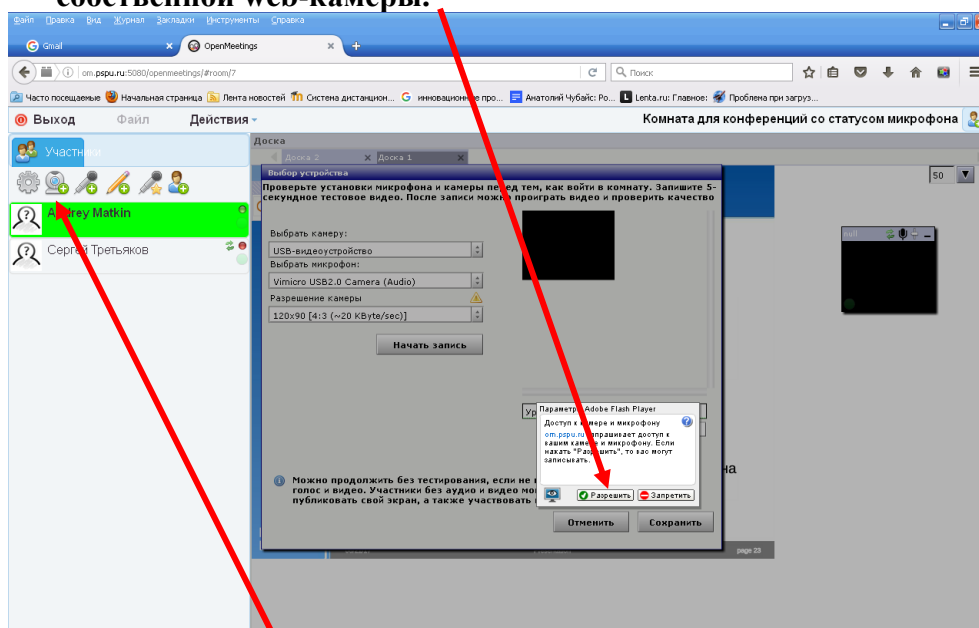 собственной web-камеры.
Файл Правка Вид Журнал Закладки Инструменты Справка
Gmail × OpenMeetings × +
om.pspu.ru:5080/openmeetings/#room/7
Поиск
Часто посещаемые Начальная страница Лента новостей Система дистанцион... инновационные про... Анатолий Чубайс: Ро... Lenta.ru: Главное: Проблема при загруз...
Выход Файл Действия
Комната для конференций со статусом микрофона
Участн
Доска
Доска 2 × Доска 1 ×
50
Выбор устройства
Проверьте установки микрофона и камеры перед тем, как войти в комнату. Запишите 5-
секундное тестовое видео. После записи можно проиграть видео и проверить качество
Andrey Matkin
Сергей Третьяков
Выбрать камеру:
USB-видеоустройство
Выбрать микрофон:
Vimicro USB2.0 Camera (Audio)
Разрешение камеры
120x90 [4:3 (~20 KByte/sec)]
Начать запись
null
Ур
Параметры Adobe Flash Player
Доступ к камере и микрофону
om.pspu.ru запрашивает доступ к
вашим камере и микрофону. Если
нажать "Разрешить", то вас могут
записывать.
Разрешить Запретить
на
Можно продолжить без тестирования, если не
голос и видео. Участники без аудио и видео мо
публиковать свой экран, а также участвовать
Отменить Сохранить
page 23